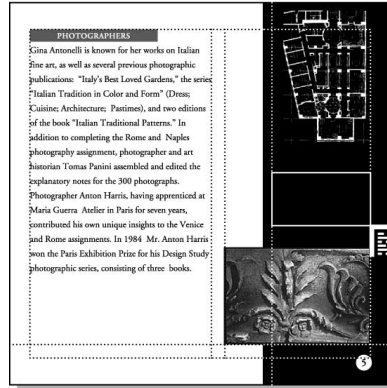 PHOTOGRAPHERS
Gina Antonelli is known for her works on Italian
fine art, as well as several previous photographic
publications: “Italy’s Best Loved Gardens,” the series
“Italian Tradition in Color and Form” (Dress;
Cuisine; Architecture; Pastimes), and two editions
of the book “Italian Traditional Patterns.” In
addition to completing the Rome and Naples
photography assignment, photographer and art
historian Tomas Panini assembled and edited the
explanatory notes for the 300 photographs.
Photographer Anton Harris, having apprenticed at
Maria Guerra Atelier in Paris for seven years,
contributed his own unique insights to the Venice
and Rome assignments. In 1984 Mr. Anton Harris
won the Paris Exhibition Prize for his Design Study
photographic series, consisting of three books.
5